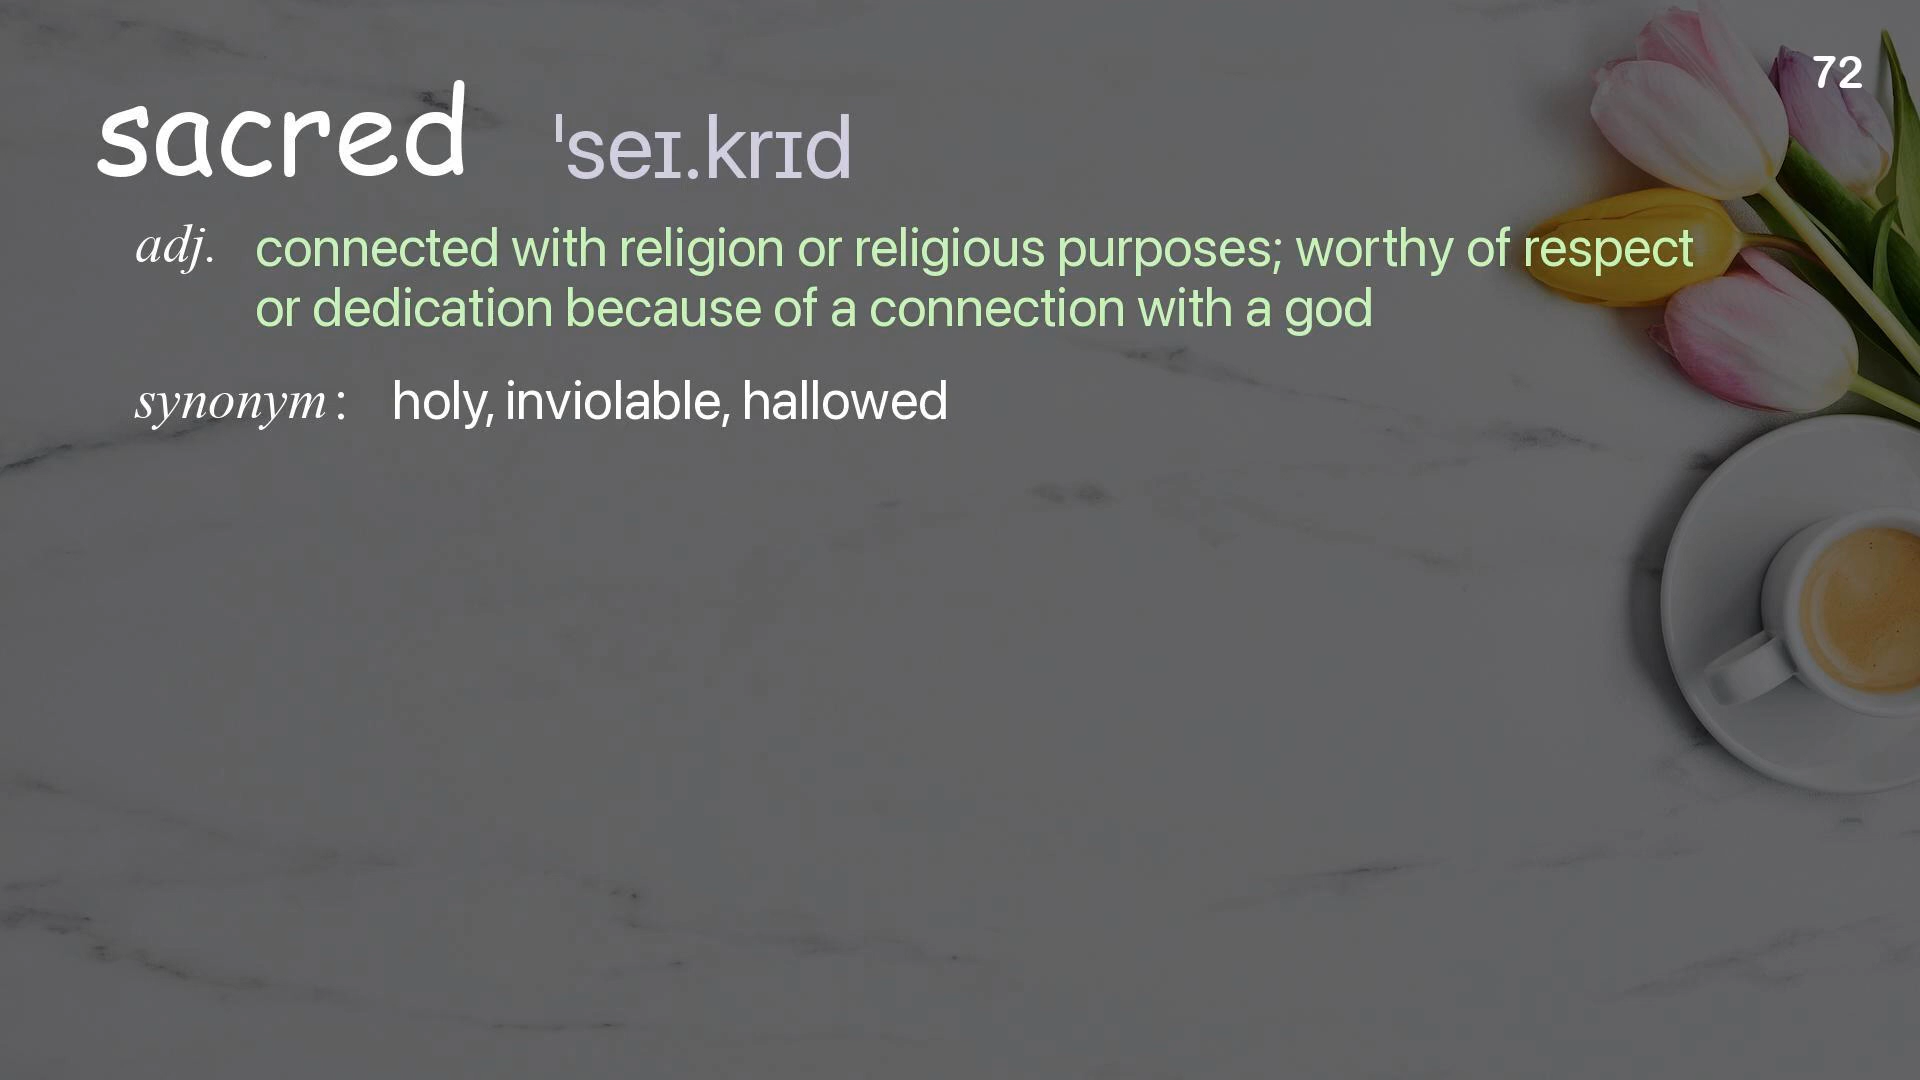 72
sacred ˈseɪ.krɪd
adj. connected with religion or religious purposes; worthy of respect
or dedication because of a connection with a god
synonym: holy, inviolable, hallowed